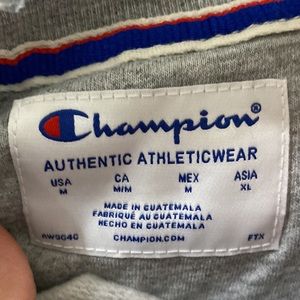 Champion®
AUTHENTIC ATHLETICWEAR
USA CA MEX ASIA
M M/M M XL
MADE IN GUATEMALA
FABRIQUÉ AU GUATEMALA
HECHO EN GUATEMALA
CHAMPION.COM FTX